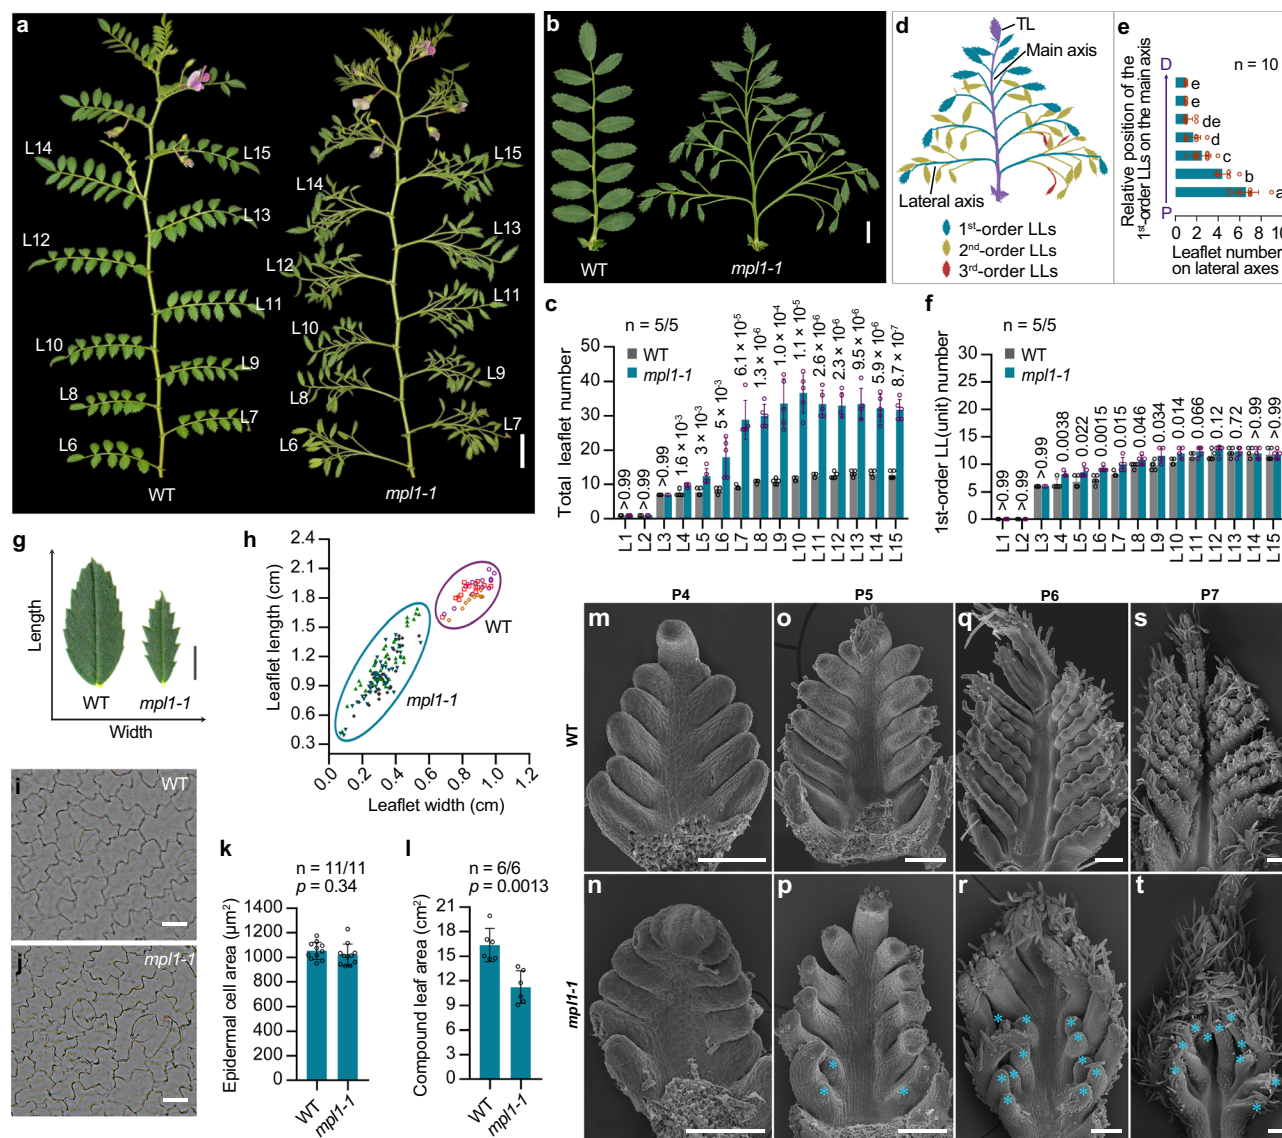 a
L14
L15
L13
L12
L11
L10
L9
L8
L7
L6
WT
L15
L14
L13
L12
L11
L10
L9
L8
L7
L6
mpl1-1
b
WT
mpl1-1
d
TL
Main axis
Lateral axis
1st-order LLs
2nd-order LLs
3rd-order LLs
e
Relative position of the
1st-order LLs on the main axis
D
P
n = 10
e
e
de
d
c
b
a
0 2 4 6 8 10
Leaflet number
on lateral axes
c
n = 5/5
WT
mpl1-1
Total leaflet number
50
40
30
20
10
0
>0.99
>0.99
>0.99
1.6 × 10-3
3 × 10-3
5 × 10-3
6.1 × 10-5
1.3 × 10-6
1.0 × 10-4
1.1 × 10-5
2.6 × 10-6
2.3 × 10-6
9.5 × 10-6
5.9 × 10-6
8.7 × 10-7
L1 L2 L3 L4 L5 L6 L7 L8 L9 L10 L11 L12 L13 L14 L15
f
n = 5/5
WT
mpl1-1
1st-order LL(unit) number
30
25
20
15
10
5
0
>0.99
>0.99
>0.99
0.0038
0.022
0.0015
0.015
0.046
0.034
0.014
0.066
0.12
0.72
>0.99
>0.99
L1 L2 L3 L4 L5 L6 L7 L8 L9 L10 L11 L12 L13 L14 L15
g
Length
WT
mpl1-1
Width
h
Leaflet length (cm)
2.4
2.1
1.8
1.5
1.2
0.9
0.6
0.3
WT
mpl1-1
0.0 0.2 0.4 0.6 0.8 1.0 1.2
Leaflet width (cm)
i
WT
j
mpl1-1
k
n = 11/11
p = 0.34
Epidermal cell area (µm2)
1400
1200
1000
800
600
400
200
0
WT
mpl1-1
l
n = 6/6
p = 0.0013
Compound leaf area (cm2)
21
18
15
12
9
6
3
0
WT
mpl1-1
P4
P5
P6
P7
WT
m
o
q
s
mpl1-1
n
p
r
t